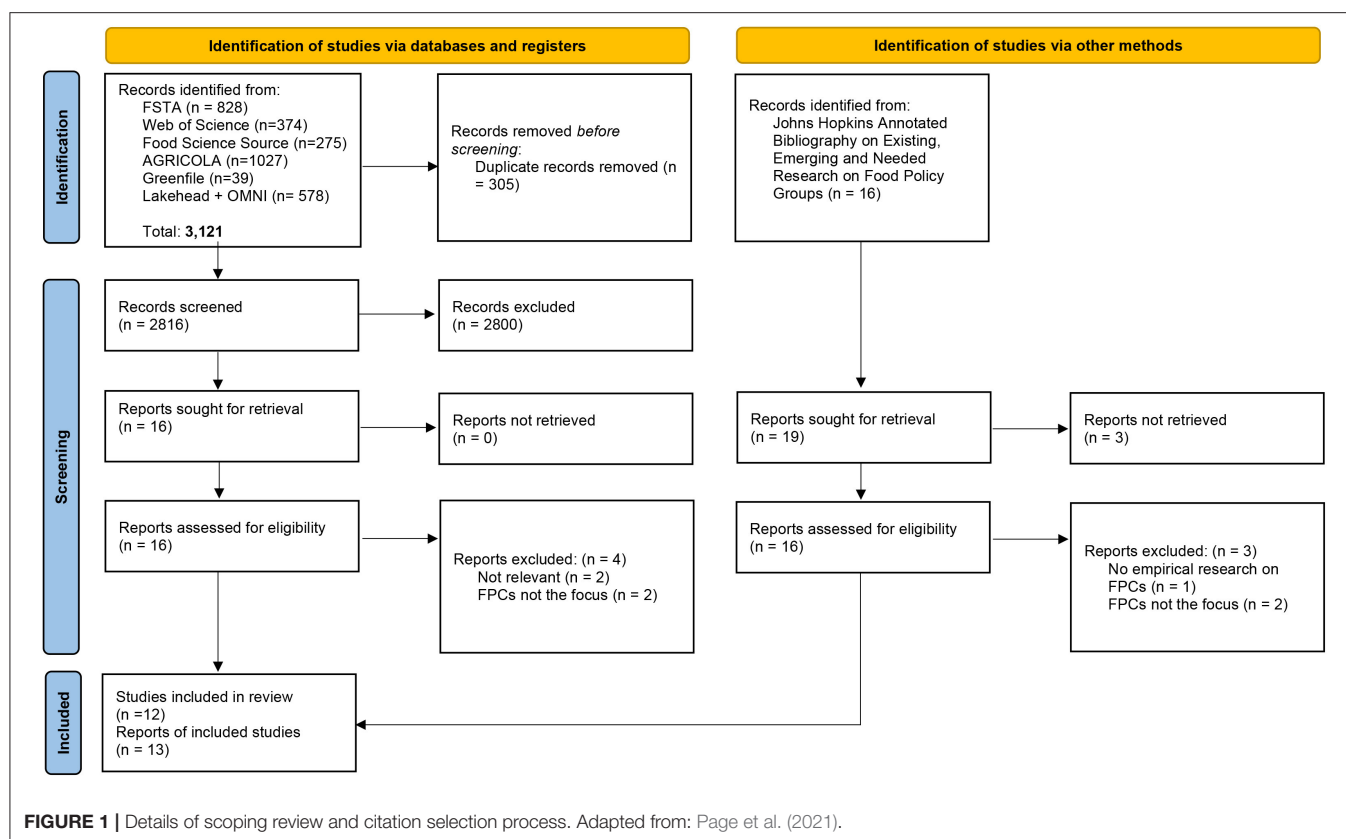 Identification of studies via databases and registers
Identification of studies via other methods
Identification
Records identified from:
FSTA (n = 828)
Web of Science (n=374)
Food Science Source (n=275)
AGRICOLA (n=1027)
Greenfile (n=39)
Lakehead + OMNI (n= 578)
Total: 3,121
Records removed before
screening:
Duplicate records removed (n
= 305)
Records identified from:
Johns Hopkins Annotated
Bibliography on Existing,
Emerging and Needed
Research on Food Policy
Groups (n = 16)
Screening
Records screened
(n = 2816)
Records excluded
(n = 2800)
Reports sought for retrieval
(n = 16)
Reports not retrieved
(n = 0)
Reports sought for retrieval
(n = 19)
Reports not retrieved
(n = 3)
Reports assessed for eligibility
(n = 16)
Reports excluded: (n = 4)
Not relevant (n = 2)
FPCs not the focus (n = 2)
Reports assessed for eligibility
(n = 16)
Reports excluded: (n = 3)
No empirical research on
FPCs (n = 1)
FPCs not the focus (n = 2)
Included
Studies included in review
(n =12)
Reports of included studies
(n = 13)
FIGURE 1 | Details of scoping review and citation selection process. Adapted from: Page et al. (2021).